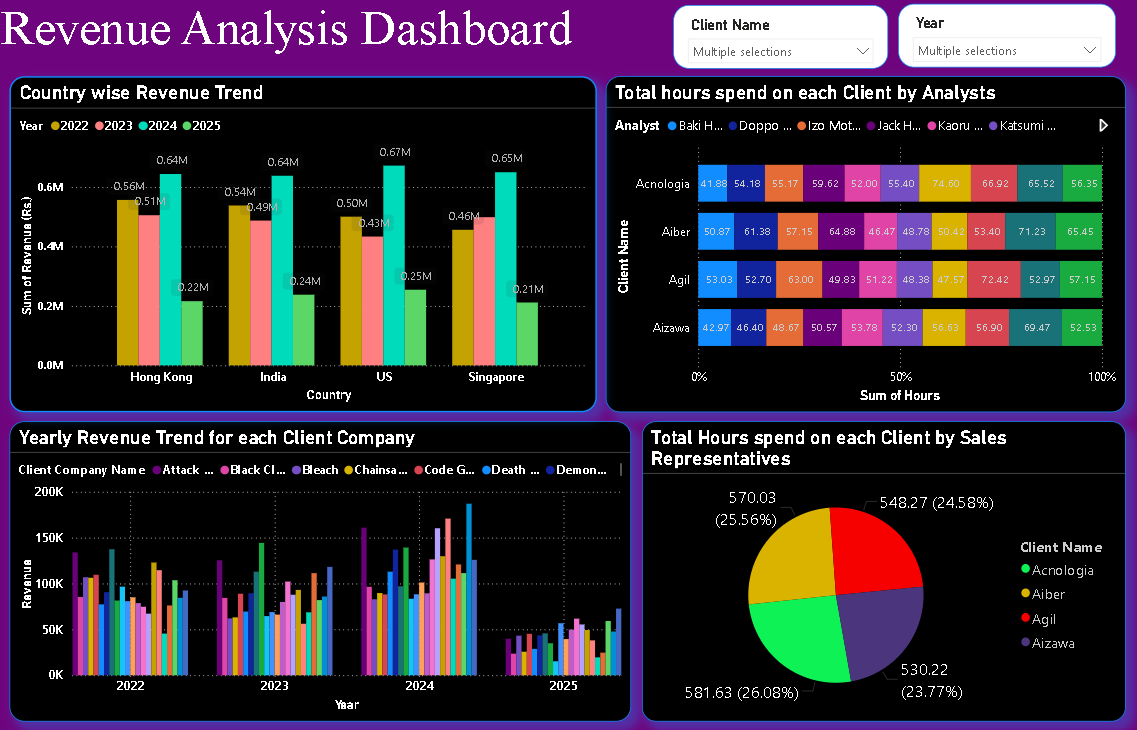 Revenue Analysis Dashboard
Client Name
Multiple selections
Year
Multiple selections
Country wise Revenue Trend
Year 2022 2023 2024 2025
Sum of Revenue (Rs.)
0.6M
0.4M
0.2M
0.0M
0.56M
0.51M
0.64M
0.22M
0.54M
0.49M
0.64M
0.24M
0.50M
0.43M
0.67M
0.25M
0.46M
0.65M
0.21M
Hong Kong India US Singapore
Country
Total hours spend on each Client by Analysts
Analyst Baki H... Doppo ... Izo Mot... Jack H... Kaoru ... Katsumi ...
Client Name
Acnologia 41.88 54.18 55.17 59.62 52.00 55.40 74.60 66.92 65.52 56.35
Aiber 50.87 61.38 57.15 64.88 46.47 48.78 50.42 53.40 71.23 65.45
Agil 53.03 52.70 63.00 49.83 51.22 48.38 47.57 72.42 52.97 57.15
Aizawa 42.97 46.40 48.67 50.57 53.78 52.30 56.63 56.90 69.47 52.53
0% 50% 100%
Sum of Hours
Yearly Revenue Trend for each Client Company
Client Company Name Attack ... Black Cl... Bleach Chainsa... Code G... Death ... Demon...
Revenue
200K
150K
100K
50K
0K
2022 2023 2024 2025
Year
Total Hours spend on each Client by Sales
Representatives
570.03
(25.56%)
548.27 (24.58%)
581.63 (26.08%)
530.22
(23.77%)
Client Name
Acnologia
Aiber
Agil
Aizawa